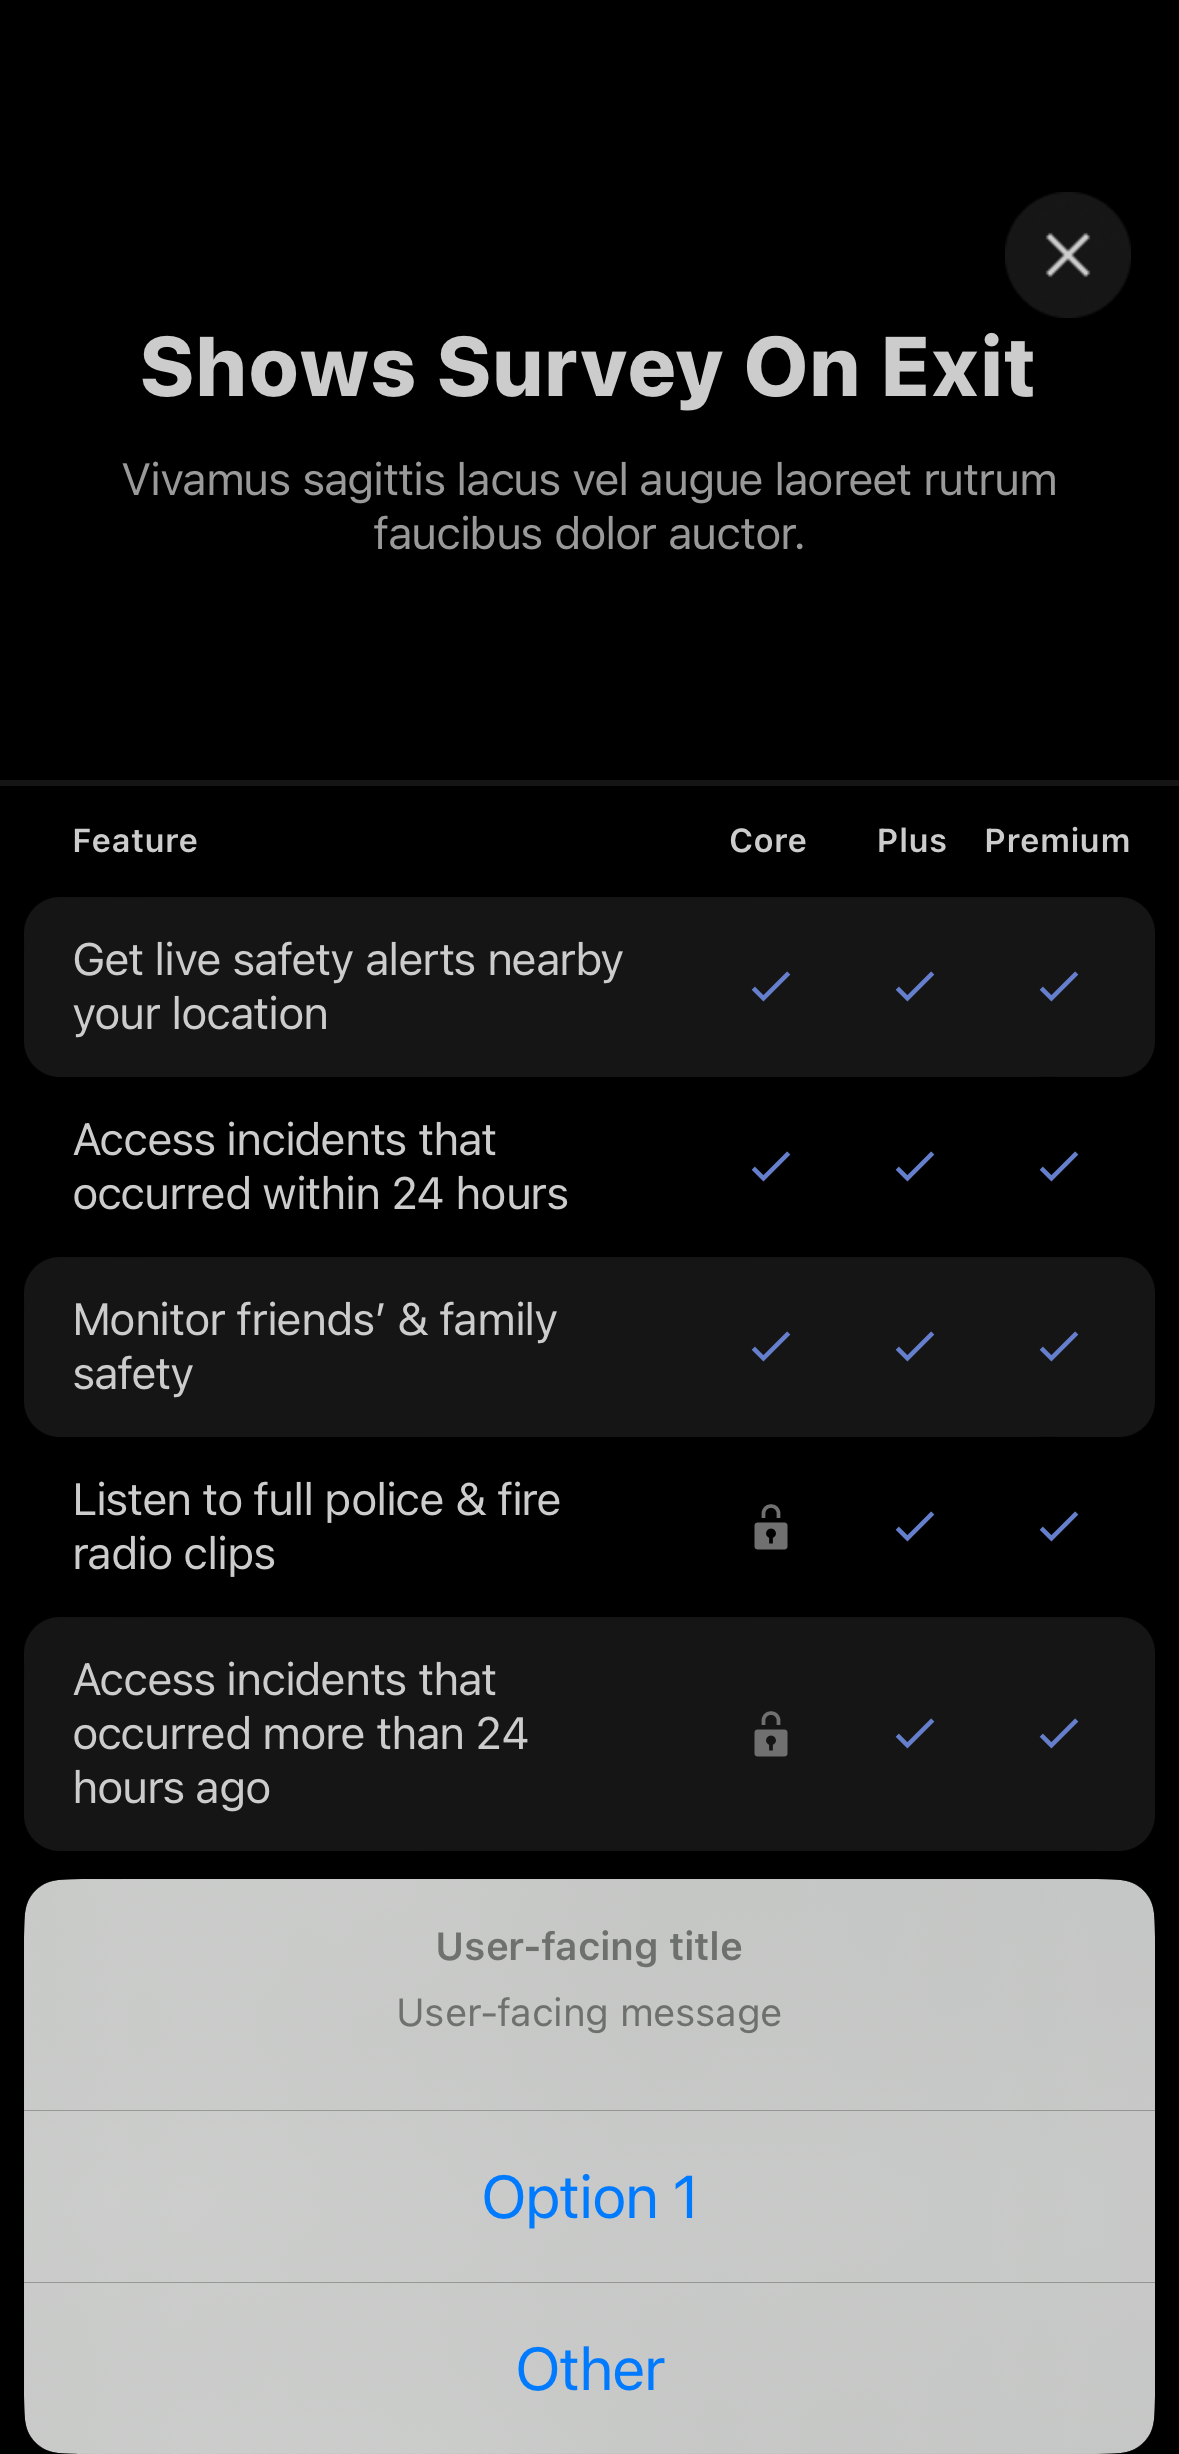 Shows Survey On Exit
Vivamus sagittis lacus vel augue laoreet rutrum
faucibus dolor auctor.
Feature Core Plus Premium
Get live safety alerts nearby
your location
Access incidents that
occurred within 24 hours
Monitor friends’ & family
safety
Listen to full police & fire
radio clips
Access incidents that
occurred more than 24
hours ago
User-facing title
User-facing message
Option 1
Other